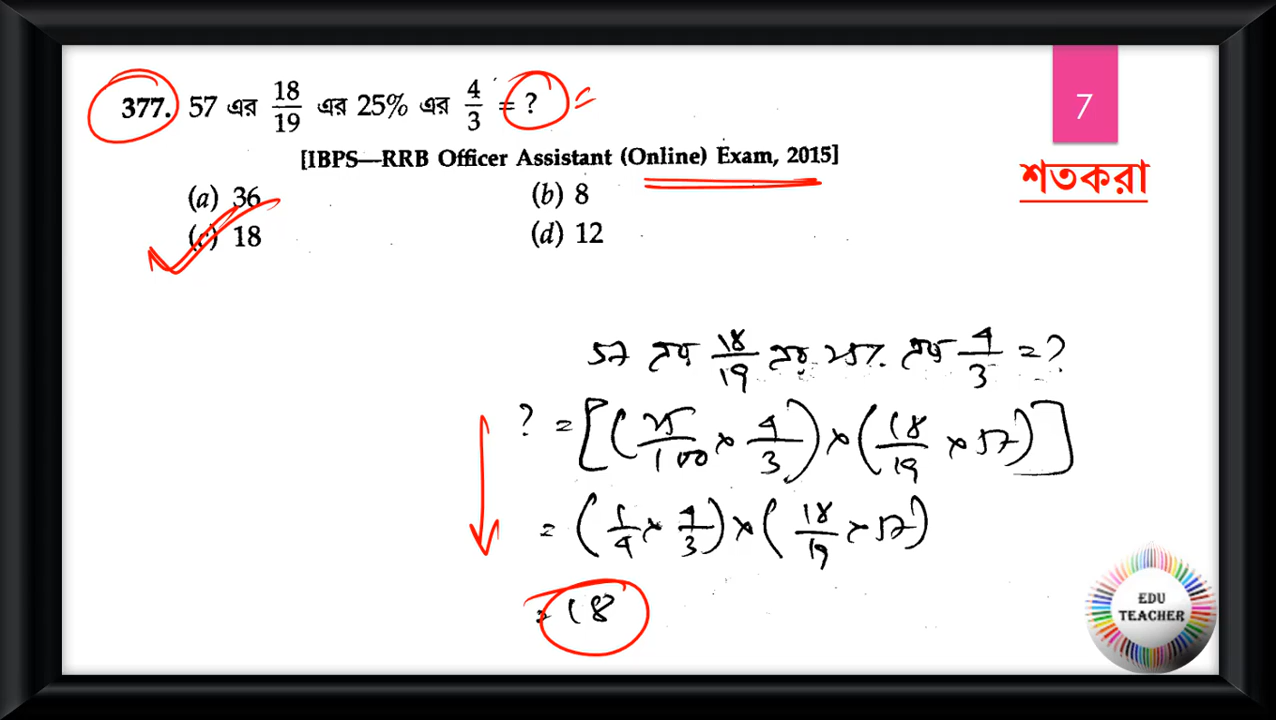 377. 57 এর 18/19 এর 25% এর 4/3 = ? =
[IBPS—RRB Officer Assistant (Online) Exam, 2015]
(a) 36 (b) 8
(c) 18 (d) 12
7
শতকরা
57 এর 18/19 এর 25% এর 4/3 = ?
? = [(25/100 × 4/3) × (18/19 × 57)]
= (1/4 × 4/3) × (18/19 × 57)
= 18
EDU
TEACHER